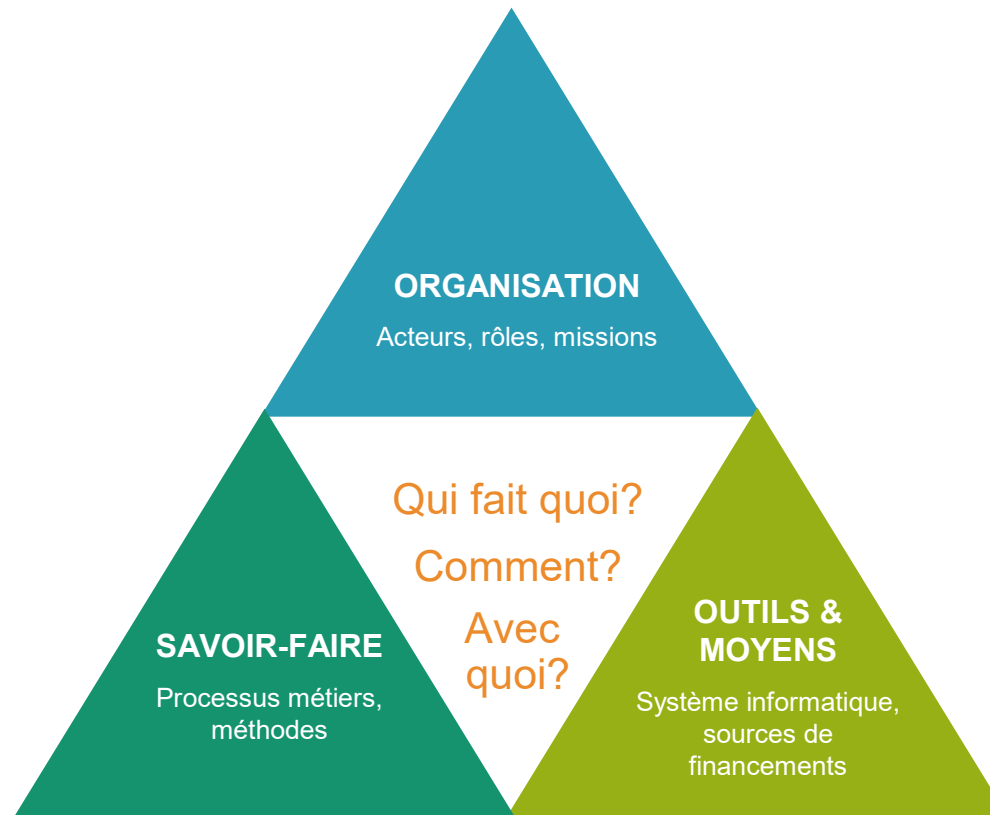 ORGANISATION
Acteurs, rôles, missions
Qui fait quoi?
Comment?
Avec
quoi?
SAVOIR-FAIRE
Processus métiers,
méthodes
OUTILS &
MOYENS
Système informatique,
sources de
financements